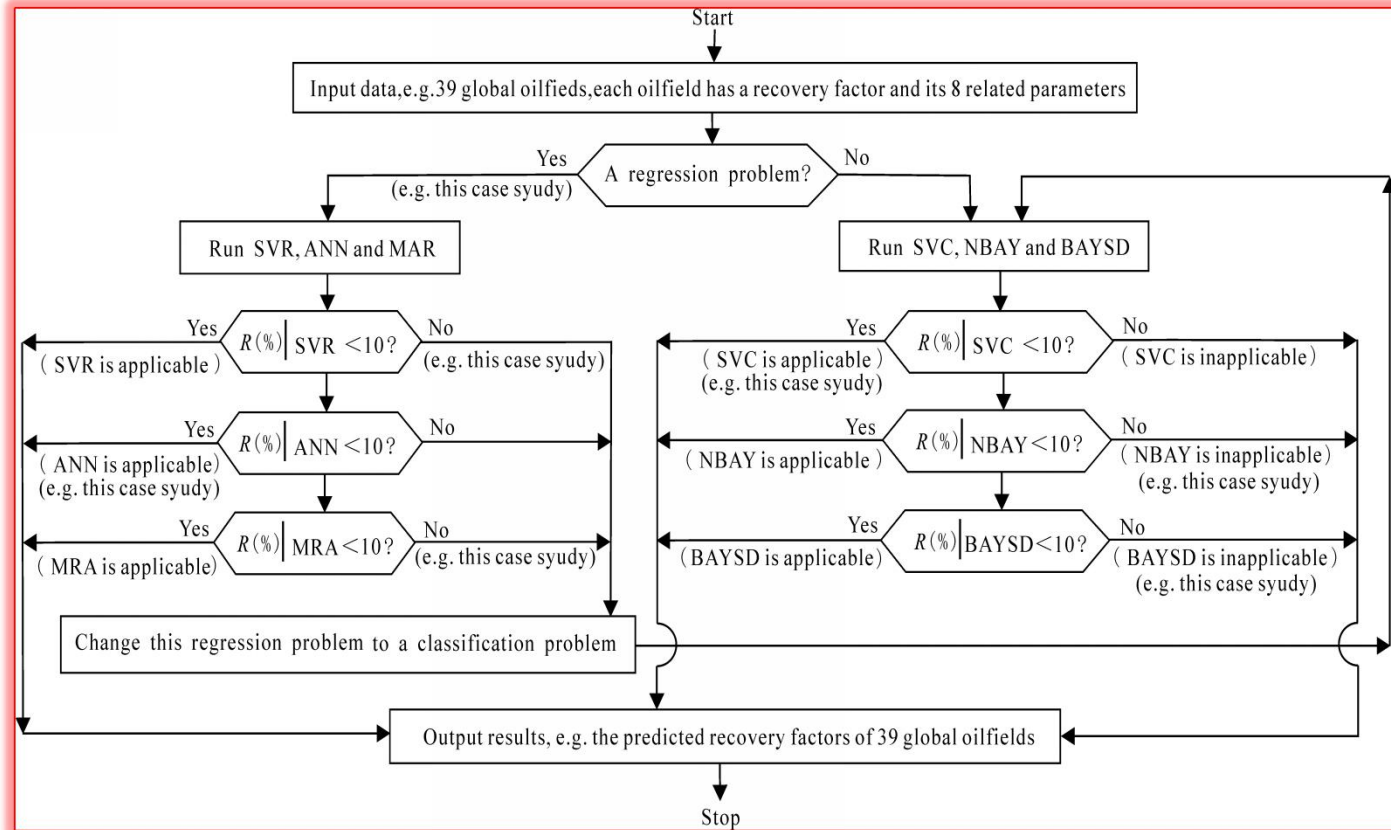 Start
Input data,e.g.39 global oilfieds,each oilfield has a recovery factor and its 8 related parameters
Yes
A regression problem?
No
(e.g. this case syudy)
Run SVR, ANN and MAR
Run SVC, NBAY and BAYSD
Yes
R(%)| SVR <10?
No
( SVR is applicable )
(e.g. this case syudy)
Yes
R(%)| ANN <10?
No
( ANN is applicable)
(e.g. this case syudy)
Yes
R(%)| MRA <10?
No
( MRA is applicable)
(e.g. this case syudy)
Change this regression problem to a classification problem
Yes
R(%)| SVC <10?
No
( SVC is applicable )
(e.g. this case syudy)
( SVC is inapplicable)
Yes
R(%)| NBAY <10?
No
( NBAY is applicable )
( NBAY is inapplicable)
(e.g. this case syudy)
Yes
R(%)|BAYSD<10?
No
(BAYSD is applicable)
( BAYSD is inapplicable)
(e.g. this case syudy)
Output results, e.g. the predicted recovery factors of 39 global oilfields
Stop